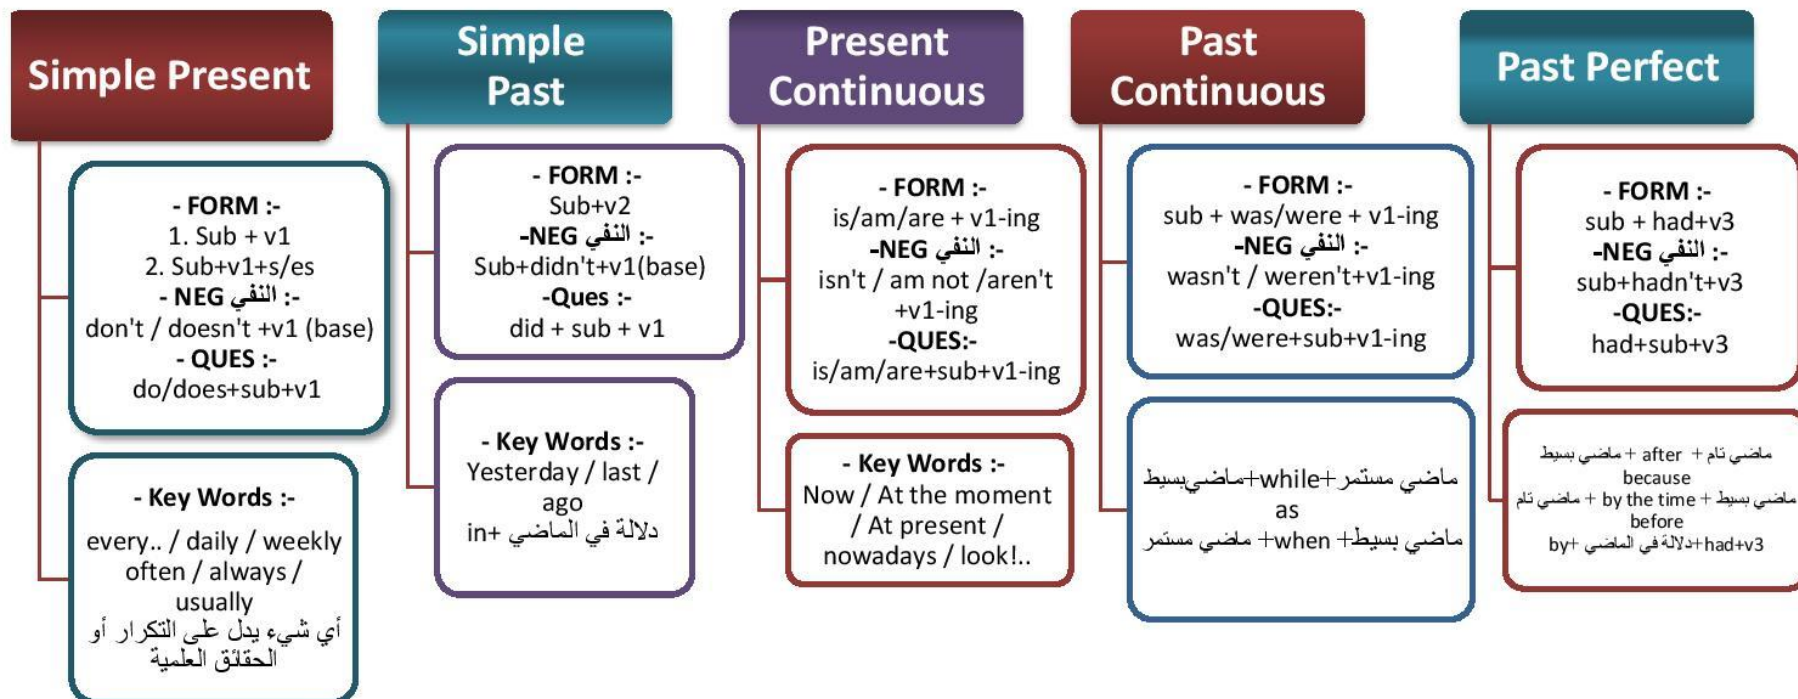 Simple Present
- FORM :-
1. Sub + v1
2. Sub+v1+s/es
- NEG النفي :-
don't / doesn't +v1 (base)
- QUES :-
do/does+sub+v1
- Key Words :-
every.. / daily / weekly
often / always /
usually
أي شيء يدل على التكرار أو
الحقائق العلمية
Simple
Past
- FORM :-
Sub+v2
-NEG النفي :-
Sub+didn't+v1(base)
-Ques :-
did + sub + v1
- Key Words :-
Yesterday / last /
ago
in+ دلالة في الماضي
Present
Continuous
- FORM :-
is/am/are + v1-ing
-NEG النفي :-
isn't / am not /aren't
+v1-ing
-QUES:-
is/am/are+sub+v1-ing
- Key Words :-
Now / At the moment
/ At present /
nowadays / look!..
Past
Continuous
- FORM :-
sub + was/were + v1-ing
-NEG النفي :-
wasn't / weren't+v1-ing
-QUES:-
was/were+sub+v1-ing
ماضي مستمر+while+ماضي بسيط
as
ماضي بسيط+when+ ماضي مستمر
Past Perfect
- FORM :-
sub + had+v3
-NEG النفي :-
sub+hadn't+v3
-QUES:-
had+sub+v3
ماضي تام + after + ماضي بسيط
because
ماضي بسيط + by the time + ماضي تام
before
by+ دلالة في الماضي+had+v3